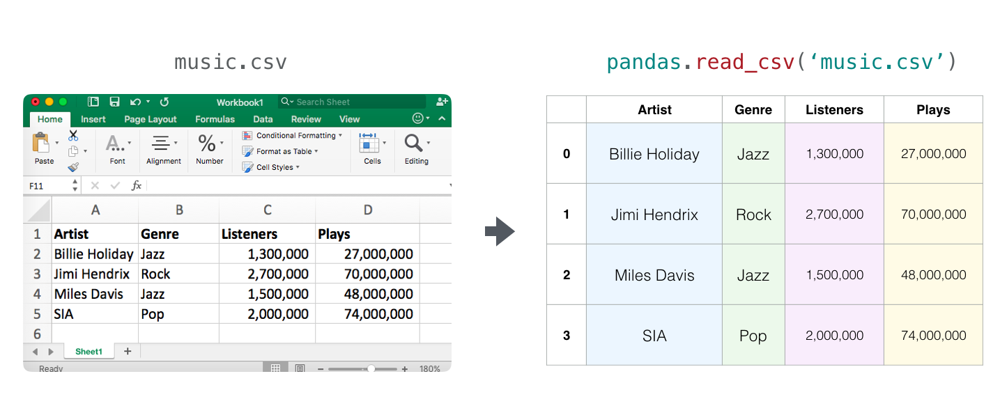 music.csv
Workbook1
Search Sheet
Home Insert Page Layout Formulas Data Review View
Paste
A...
Font
Alignment
%
Number
Conditional Formatting
Format as Table
Cell Styles
Cells
Editing
F11 fx
A B C D
1 Artist Genre Listeners Plays
2 Billie Holiday Jazz 1,300,000 27,000,000
3 Jimi Hendrix Rock 2,700,000 70,000,000
4 Miles Davis Jazz 1,500,000 48,000,000
5 SIA Pop 2,000,000 74,000,000
6
Sheet1 +
Ready 180%
pandas.read_csv(‘music.csv’)
Artist Genre Listeners Plays
0 Billie Holiday Jazz 1,300,000 27,000,000
1 Jimi Hendrix Rock 2,700,000 70,000,000
2 Miles Davis Jazz 1,500,000 48,000,000
3 SIA Pop 2,000,000 74,000,000